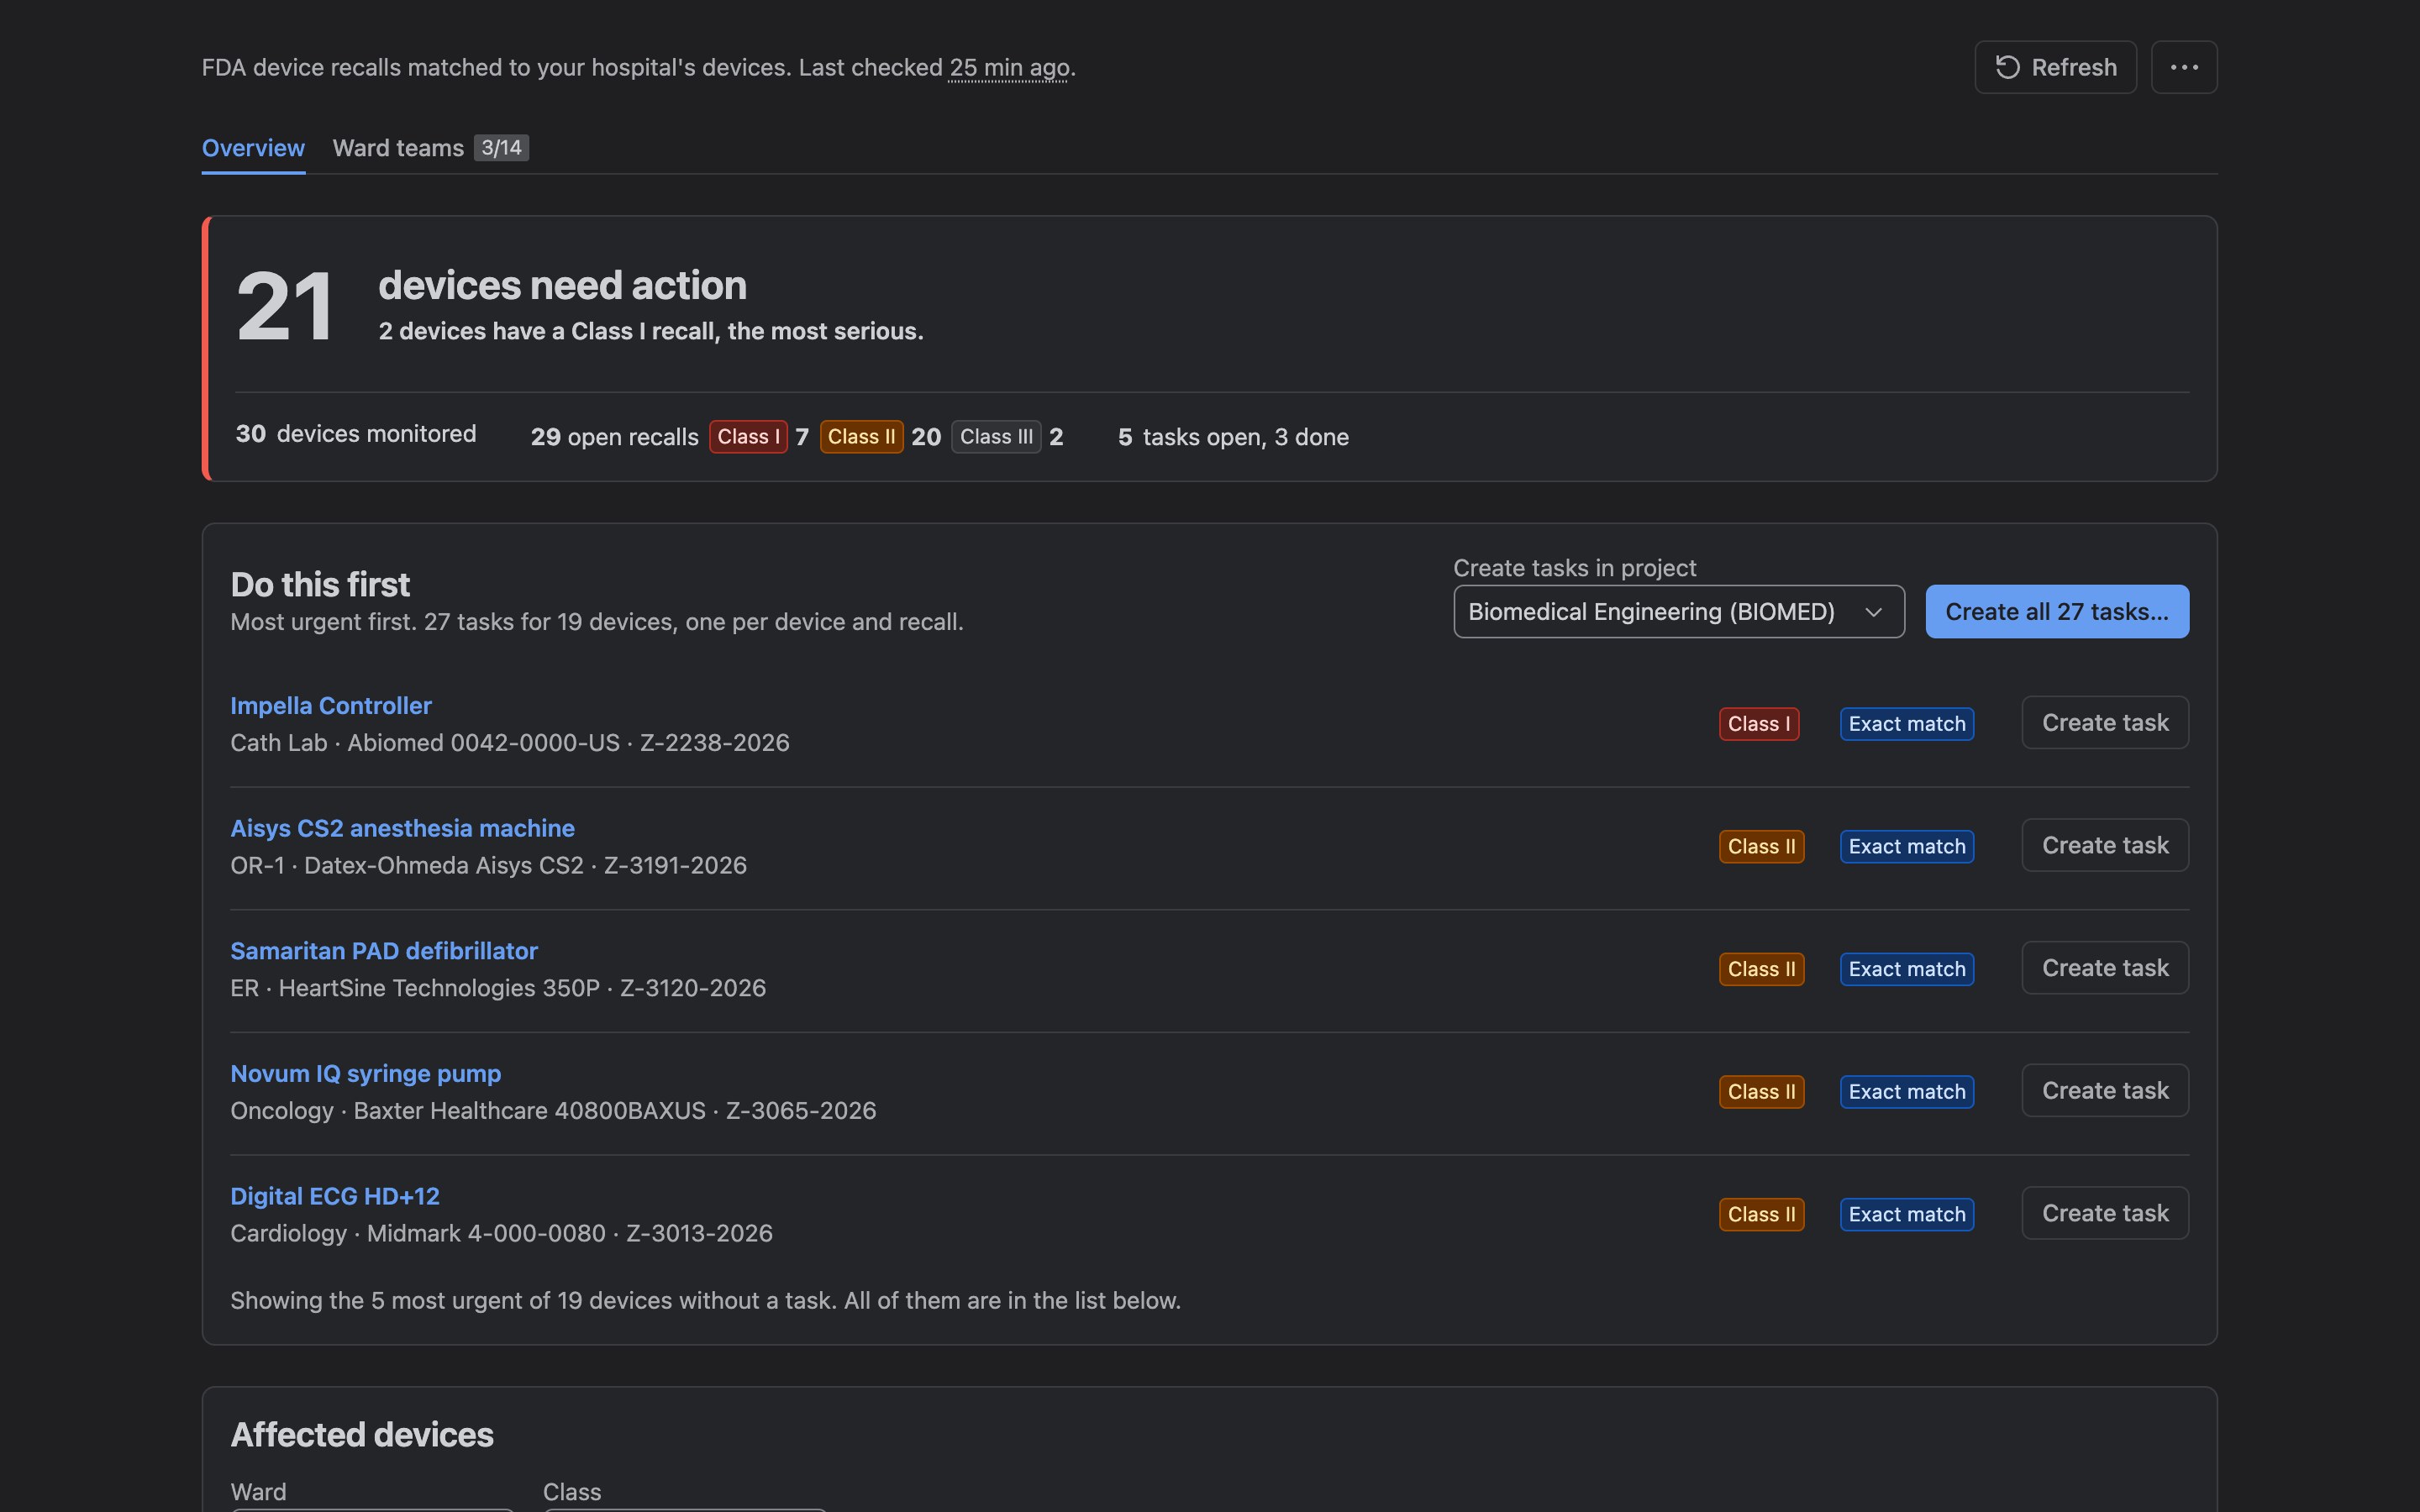 FDA device recalls matched to your hospital's devices. Last checked 25 min ago.
Refresh
Overview
Ward teams 3/14
21
devices need action
2 devices have a Class I recall, the most serious.
30 devices monitored
29 open recalls Class I 7 Class II 20 Class III 2
5 tasks open, 3 done
Do this first
Most urgent first. 27 tasks for 19 devices, one per device and recall.
Create tasks in project
Biomedical Engineering (BIOMED)
Create all 27 tasks...
Impella Controller
Cath Lab · Abiomed 0042-0000-US · Z-2238-2026
Class I
Exact match
Create task
Aisys CS2 anesthesia machine
OR-1 · Datex-Ohmeda Aisys CS2 · Z-3191-2026
Class II
Exact match
Create task
Samaritan PAD defibrillator
ER · HeartSine Technologies 350P · Z-3120-2026
Class II
Exact match
Create task
Novum IQ syringe pump
Oncology · Baxter Healthcare 40800BAXUS · Z-3065-2026
Class II
Exact match
Create task
Digital ECG HD+12
Cardiology · Midmark 4-000-0080 · Z-3013-2026
Class II
Exact match
Create task
Showing the 5 most urgent of 19 devices without a task. All of them are in the list below.
Affected devices
Ward
Class